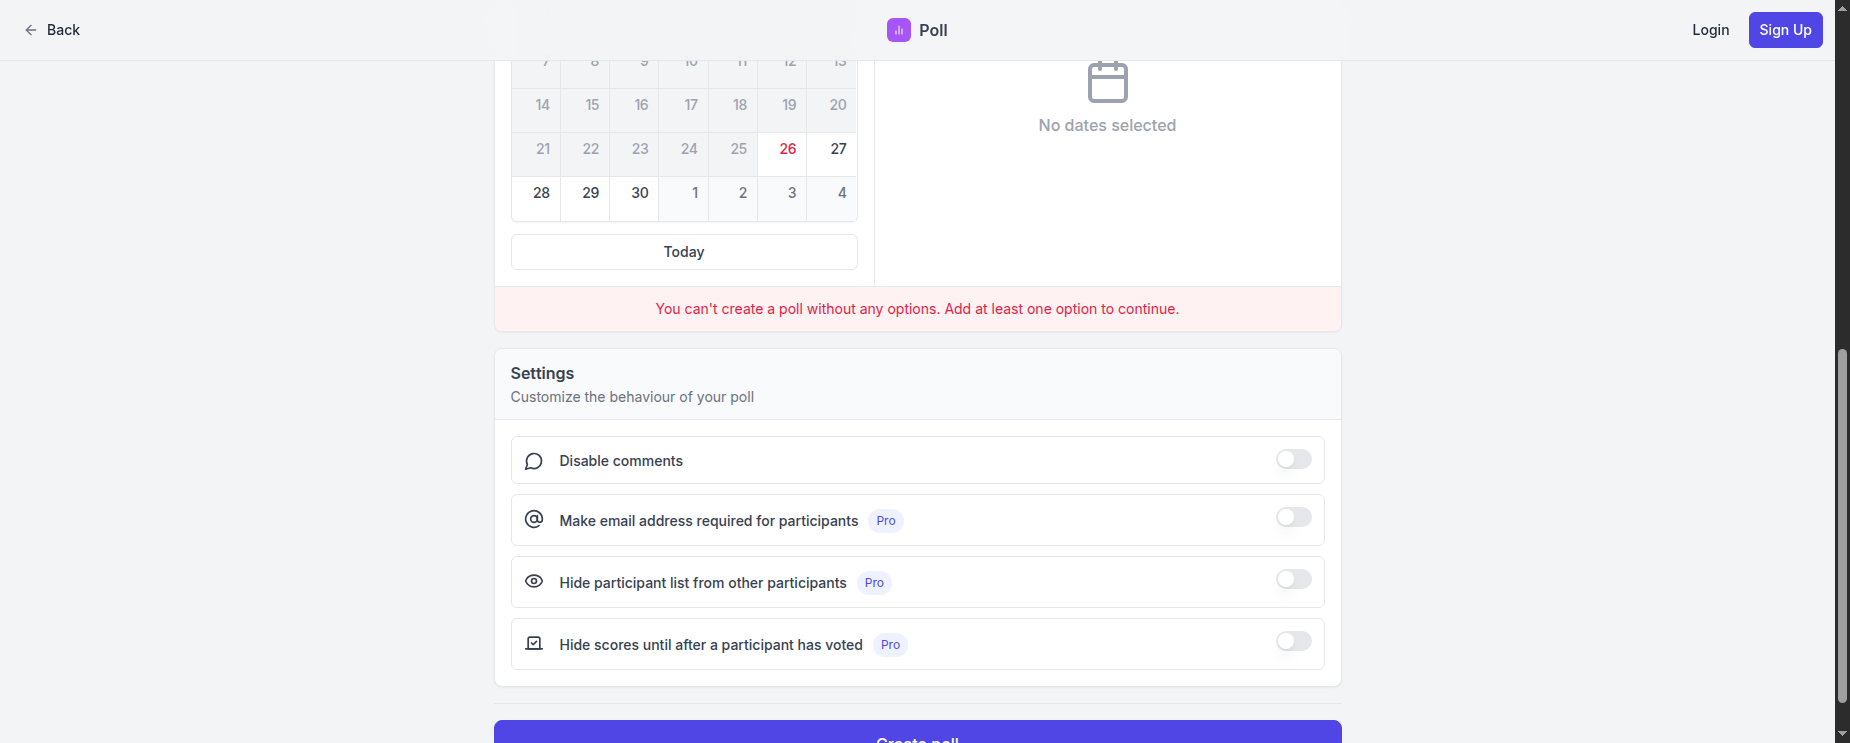 Back
Poll
Login
Sign Up
7 8 9 10 11 12 13
14 15 16 17 18 19 20
21 22 23 24 25 26 27
28 29 30 1 2 3 4
Today
No dates selected
You can't create a poll without any options. Add at least one option to continue.
Settings
Customize the behaviour of your poll
Disable comments
Make email address required for participants Pro
Hide participant list from other participants Pro
Hide scores until after a participant has voted Pro
Create poll